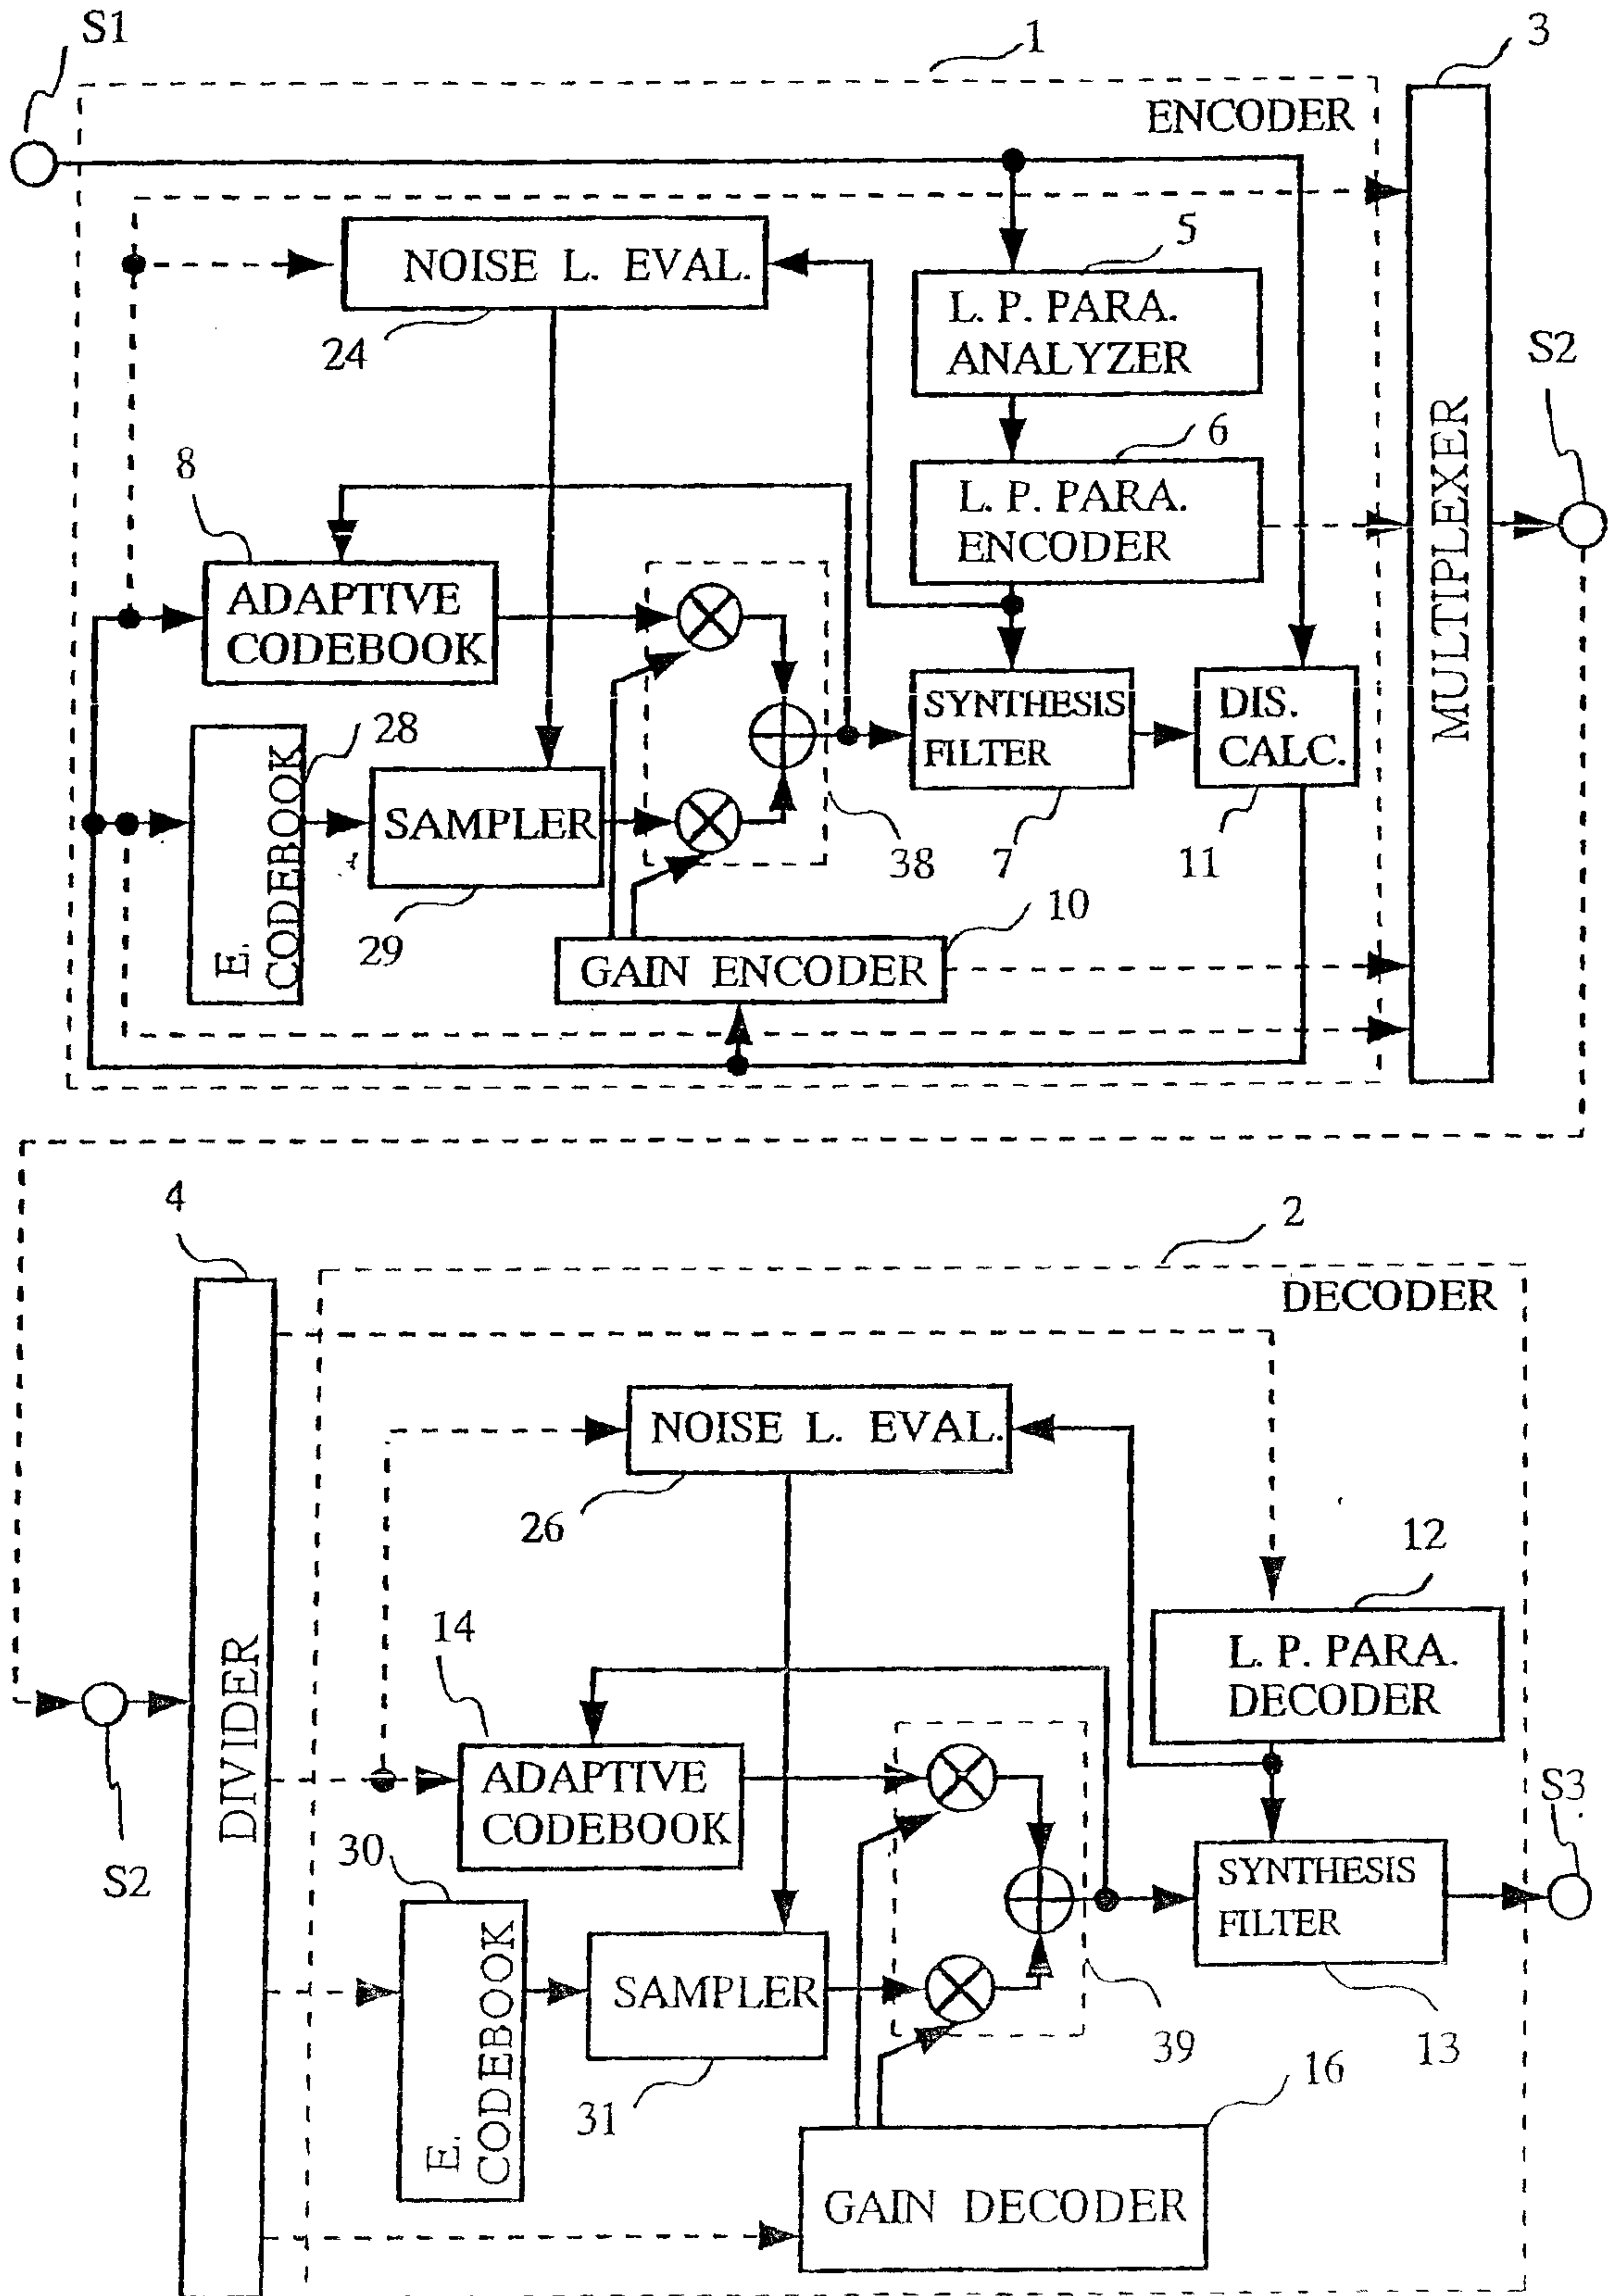 S1
1
3
ENCODER
NOISE L. EVAL.
24
5
L. P. PARA.
ANALYZER
S2
6
L. P. PARA.
ENCODER
MULTIPLEXER
8
ADAPTIVE
CODEBOOK
SYNTHESIS
FILTER
7
DIS.
CALC.
11
28
E.
CODEBOOK
SAMPLER
29
38
10
GAIN ENCODER
4
2
DECODER
NOISE L. EVAL.
26
12
L. P. PARA.
DECODER
14
ADAPTIVE
CODEBOOK
DIVIDER
S2
S3
30
SYNTHESIS
FILTER
13
E.
CODEBOOK
SAMPLER
31
39
16
GAIN DECODER